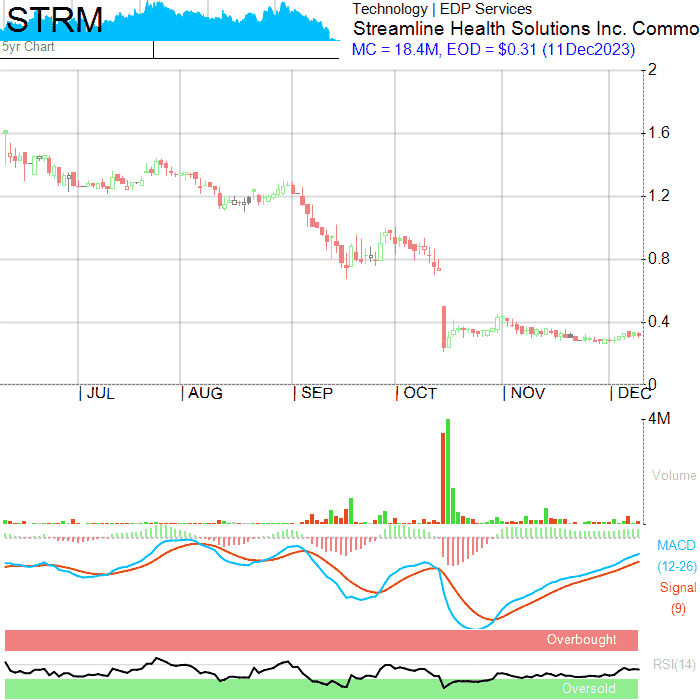 STRM
5yr Chart
Technology | EDP Services
Streamline Health Solutions Inc. Commo
MC = 18.4M, EOD = $0.31 (11Dec2023)
2
1.6
1.2
0.8
0.4
0
| JUL | AUG | SEP | OCT | NOV | DEC
4M
Volume
MACD
(12-26)
Signal
(9)
Overbought
RSI(14)
Oversold